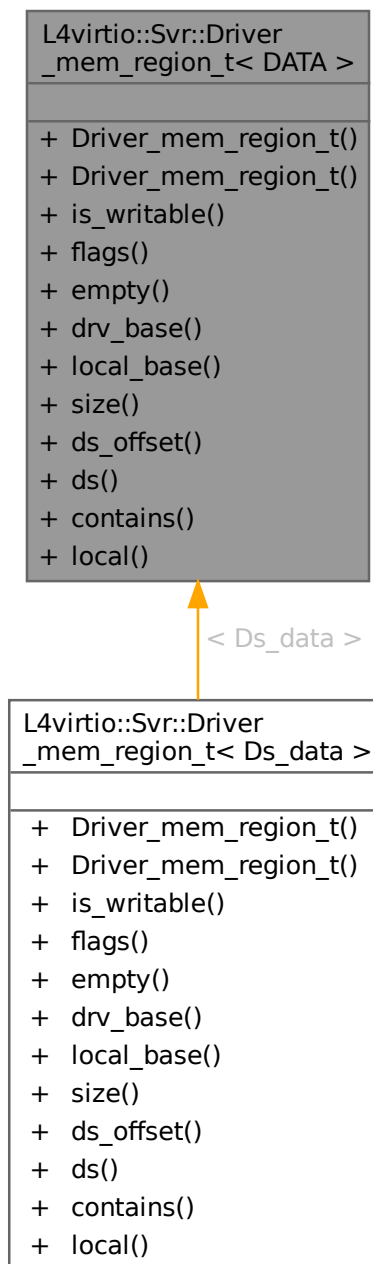 L4virtio::Svr::Driver
_mem_region_t< DATA >
+ Driver_mem_region_t()
+ Driver_mem_region_t()
+ is_writable()
+ flags()
+ empty()
+ drv_base()
+ local_base()
+ size()
+ ds_offset()
+ ds()
+ contains()
+ local()
< Ds_data >
L4virtio::Svr::Driver
_mem_region_t< Ds_data >
+ Driver_mem_region_t()
+ Driver_mem_region_t()
+ is_writable()
+ flags()
+ empty()
+ drv_base()
+ local_base()
+ size()
+ ds_offset()
+ ds()
+ contains()
+ local()